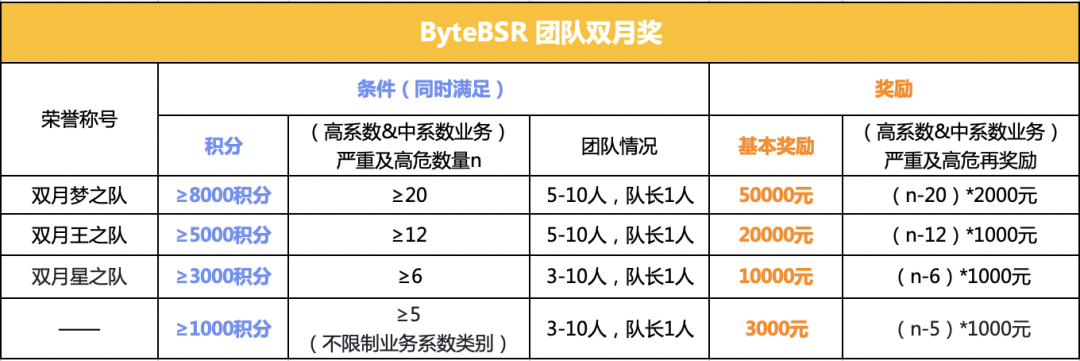 ByteBSR 团队双月奖
荣誉称号
条件（同时满足）
奖励
积分
（高系数&中系数业务）
严重及高危数量n
团队情况
基本奖励
（高系数&中系数业务）
严重及高危再奖励
双月梦之队
≥8000积分
≥20
5-10人，队长1人
50000元
（n-20）*2000元
双月王之队
≥5000积分
≥12
5-10人，队长1人
20000元
（n-12）*1000元
双月星之队
≥3000积分
≥6
3-10人，队长1人
10000元
（n-6）*1000元
——
≥1000积分
≥5
（不限制业务系数类别）
3-10人，队长1人
3000元
（n-5）*1000元